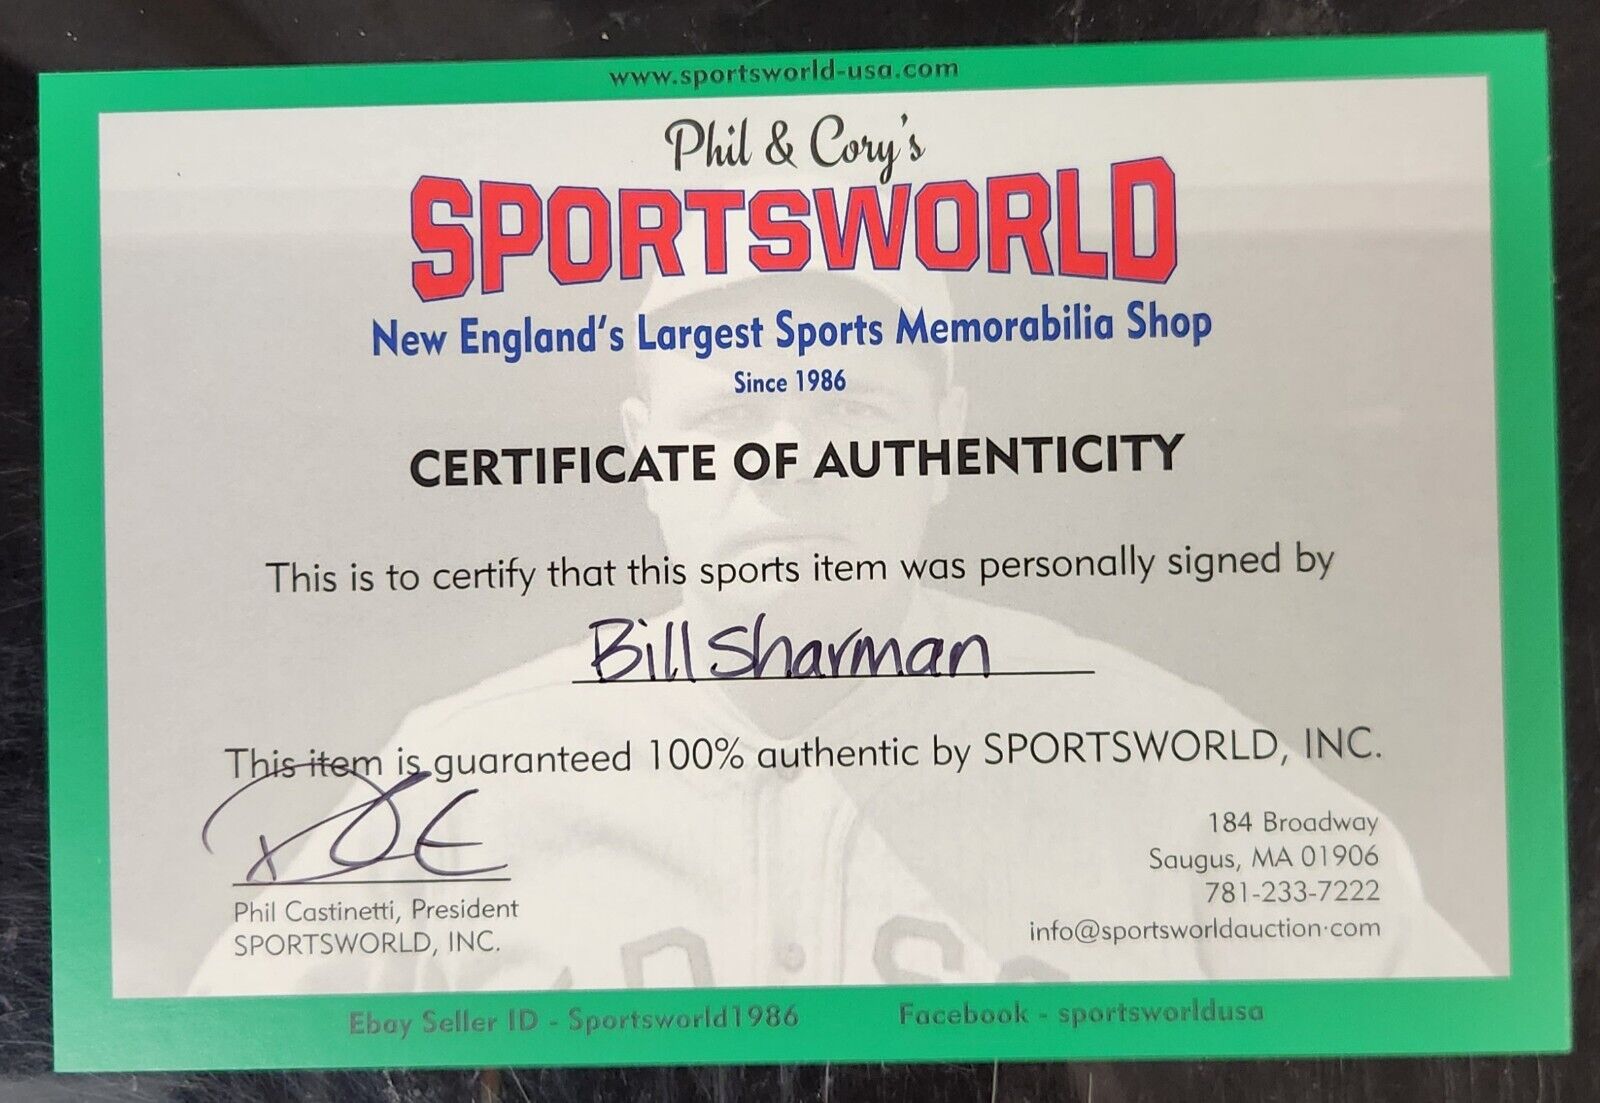 www.sportsworld-usa.com
Phil & Cory's
SPORTSWORLD
New England's Largest Sports Memorabilia Shop
Since 1986
CERTIFICATE OF AUTHENTICITY
This is to certify that this sports item was personally signed by
Bill Sharman
This item is guaranteed 100% authentic by SPORTSWORLD, INC.
184 Broadway
Saugus, MA 01906
781-233-7222
info@sportsworldauction.com
Phil Castinetti, President
SPORTSWORLD, INC.
Ebay Seller ID - Sportsworld1986
Facebook - sportsworldusa